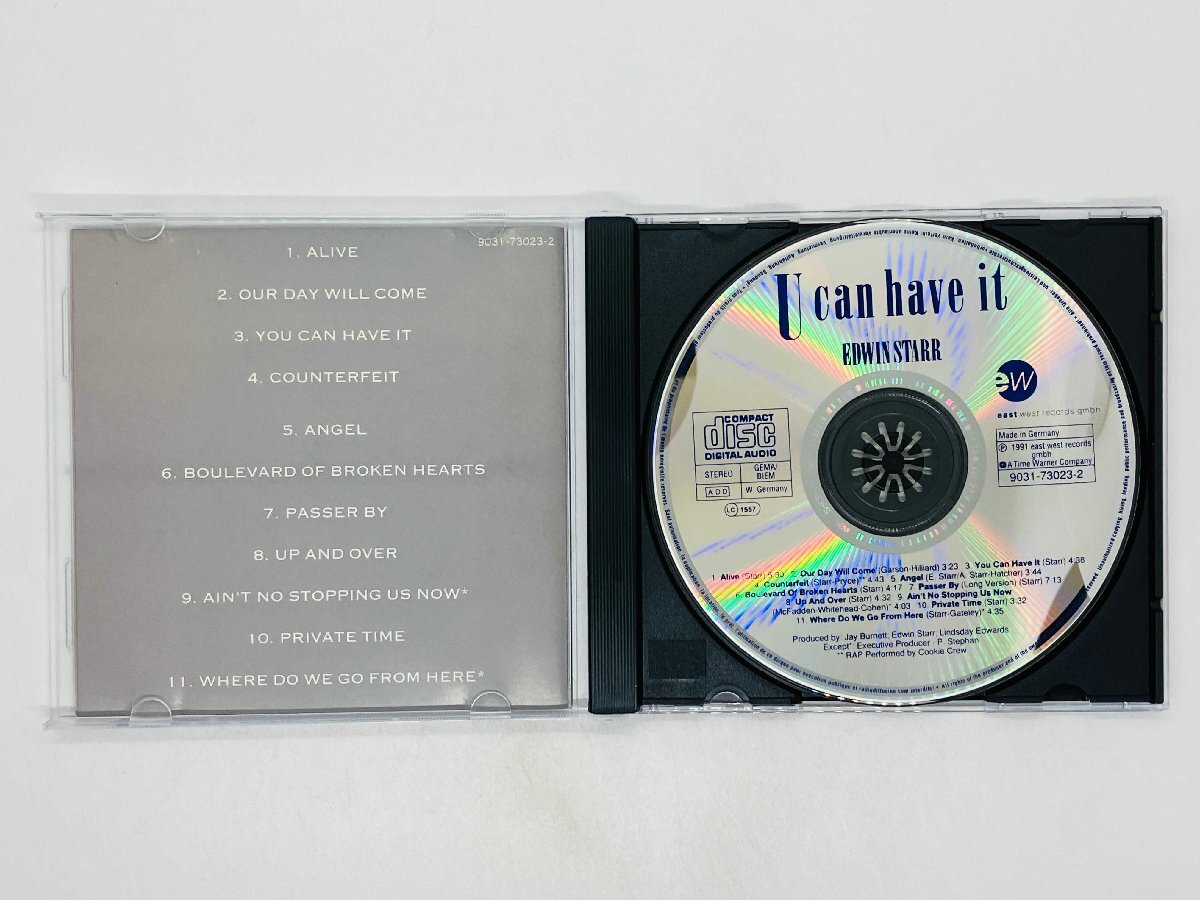 9031-73023-2
1. ALIVE
2. OUR DAY WILL COME
3. YOU CAN HAVE IT
4. COUNTERFEIT
5. ANGEL
6. BOULEVARD OF BROKEN HEARTS
7. PASSER BY
8. UP AND OVER
9. AIN'T NO STOPPING US NOW*
10. PRIVATE TIME
11. WHERE DO WE GO FROM HERE*
U can have it
EDWIN STARR
ew
east west records gmbh
COMPACT
disc
DIGITAL AUDIO
STEREO
GEMA/
BIEM
ADD
W. Germany
LC 1557
Made in Germany
℗ 1991 east west records
gmbh
A Time Warner Company
9031-73023-2
1 Alive (Starr) 5:30 2 Our Day Will Come (Garson-Hilliard) 3:23 3 You Can Have It (Starr) 4:38
4 Counterfeit (Starr-Pryce)** 4:43 5 Angel (E. Starr/A. Starr-Hatcher) 3:44
6 Boulevard Of Broken Hearts (Starr) 4:17 7 Passer By (Long Version) (Starr) 7:13
8 Up And Over (Starr) 4:32 9 Ain't No Stopping Us Now
(McFadden-Whitehead-Cohen)* 4:03 10 Private Time (Starr) 3:32
11 Where Do We Go From Here (Starr-Gateley)* 4:35
Produced by: Jay Burnett, Edwin Starr, Lindsday Edwards
Except* Executive Producer - P. Stephan
** RAP Performed by Cookie Crew